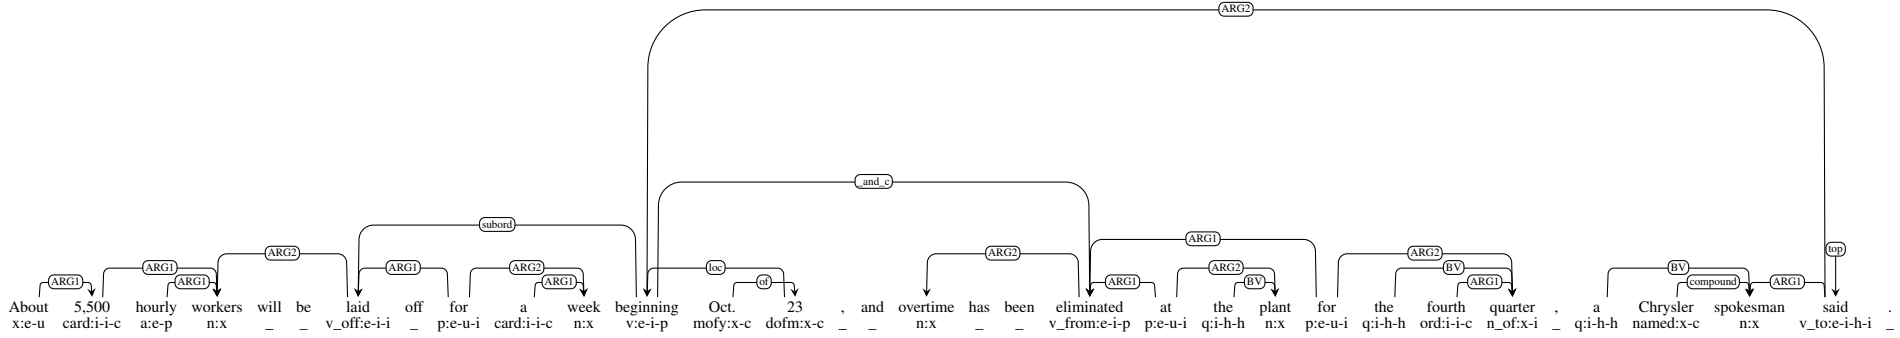 ARG2
_and_c
subord
ARG1
ARG2 ARG2 ARG2 top
ARG1 ARG1 ARG2 loc ARG2 BV BV
ARG1 ARG1 ARG1 of ARG1 BV ARG1 compound ARG1
About 5,500 hourly workers will be laid off for a week beginning Oct. 23 , and overtime has been eliminated at the plant for the fourth quarter , a Chrysler spokesman said .
x:e-u card:i-i-c a:e-p n:x _ _ v_off:e-i-i _ p:e-u-i card:i-i-c n:x v:e-i-p mofy:x-c dofm:x-c _ _ n:x _ _ v_from:e-i-p p:e-u-i q:i-h-h n:x p:e-u-i q:i-h-h ord:i-i-c n_of:x-i _ q:i-h-h named:x-c n:x v_to:e-i-h-i _